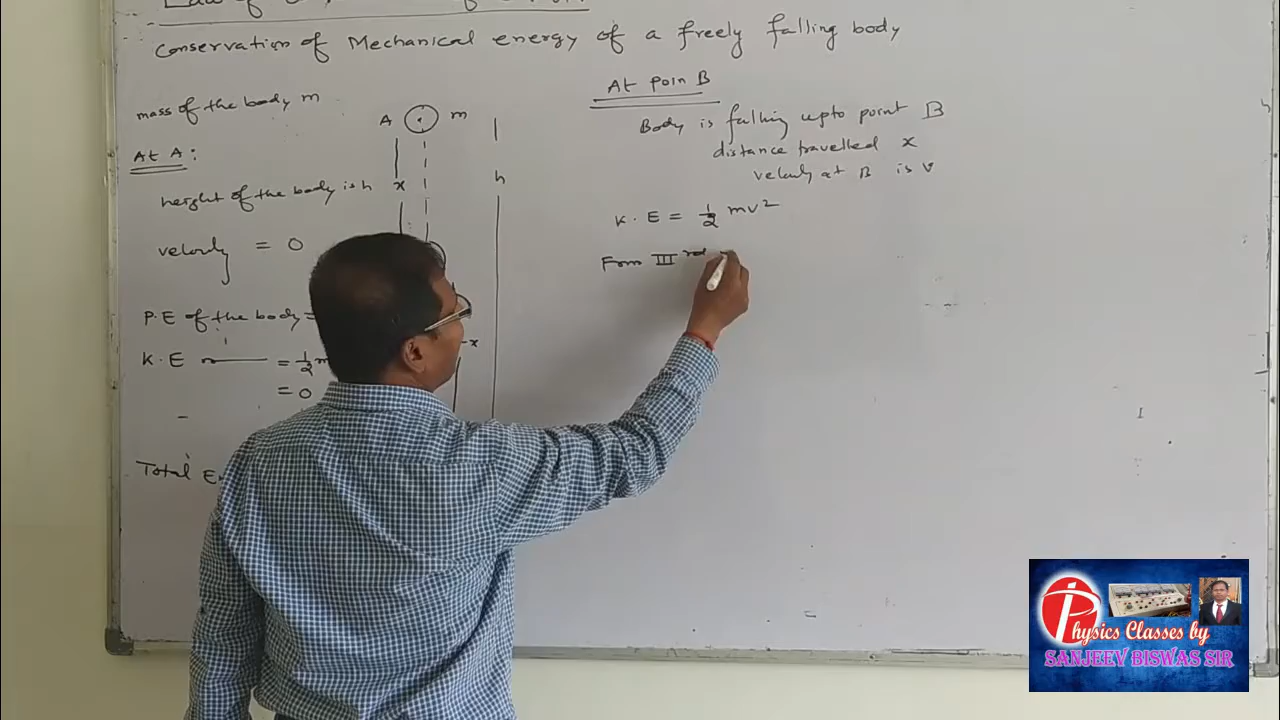 Conservation of Mechanical energy of a freely falling body
mass of the body m
A m
At A:
height of the body is h
x
h
velouly = 0
P.E of the body =
K.E = 1/2 m
= 0
-x
Total E
At Poin B
Body is falling upto point B
distance travelled x
velouly at B is v
K.E = 1/2 mv²
From III rd
Physics Classes by
SANJEEV BISWAS SIR